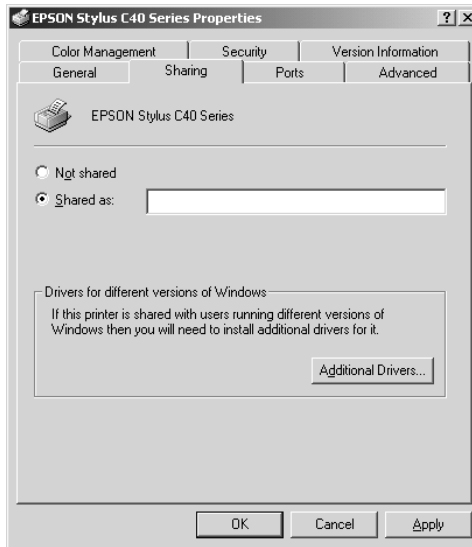 EPSON Stylus C40 Series Properties
Color Management Security Version Information
General Sharing Ports Advanced
EPSON Stylus C40 Series
Not shared
Shared as:
Drivers for different versions of Windows
If this printer is shared with users running different versions of
Windows then you will need to install additional drivers for it.
Additional Drivers...
OK Cancel Apply